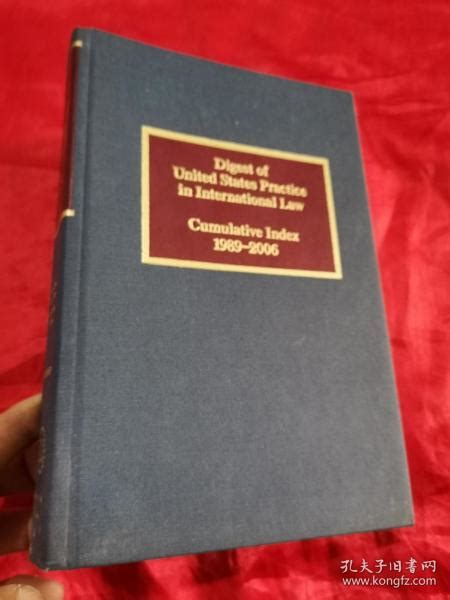 Digest of
United States Practice
in International Law
Cumulative Index
1989-2006
孔夫子旧书网
www.kongfz.com